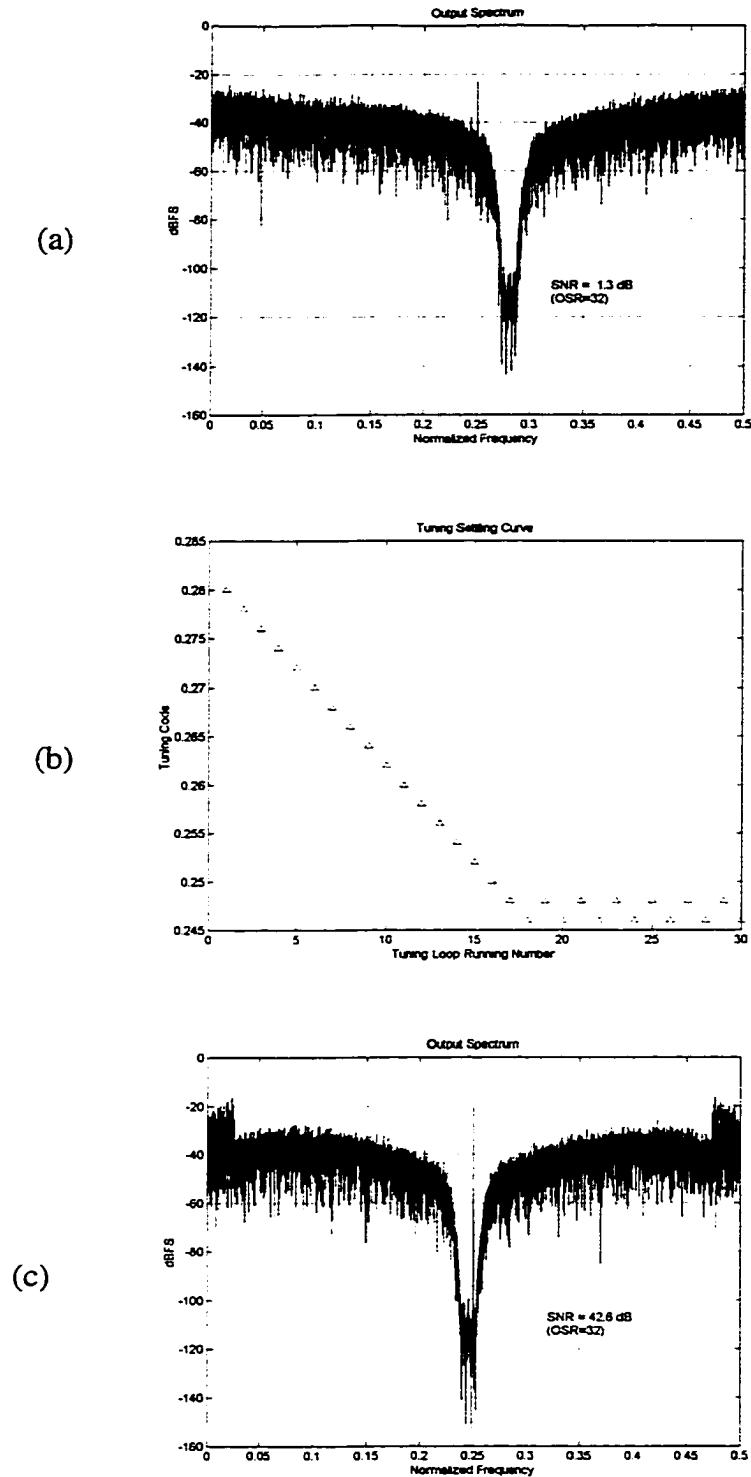 (a)
Output Spectrum
0
-20
-40
-60
-80
-100
-120
-140
-160
dBFS
SNR = 1.3 dB
(OSR=32)
0 0.05 0.1 0.15 0.2 0.25 0.3 0.35 0.4 0.45 0.5
Normalized Frequency
(b)
Tuning Settling Curve
0.285
0.28
0.275
0.27
0.265
0.26
0.255
0.25
0.245
Tuning Code
0 5 10 15 20 25 30
Tuning Loop Running Number
(c)
Output Spectrum
0
-20
-40
-60
-80
-100
-120
-140
-160
dBFS
SNR = 42.6 dB
(OSR=32)
0 0.05 0.1 0.15 0.2 0.25 0.3 0.35 0.4 0.45 0.5
Normalized Frequency